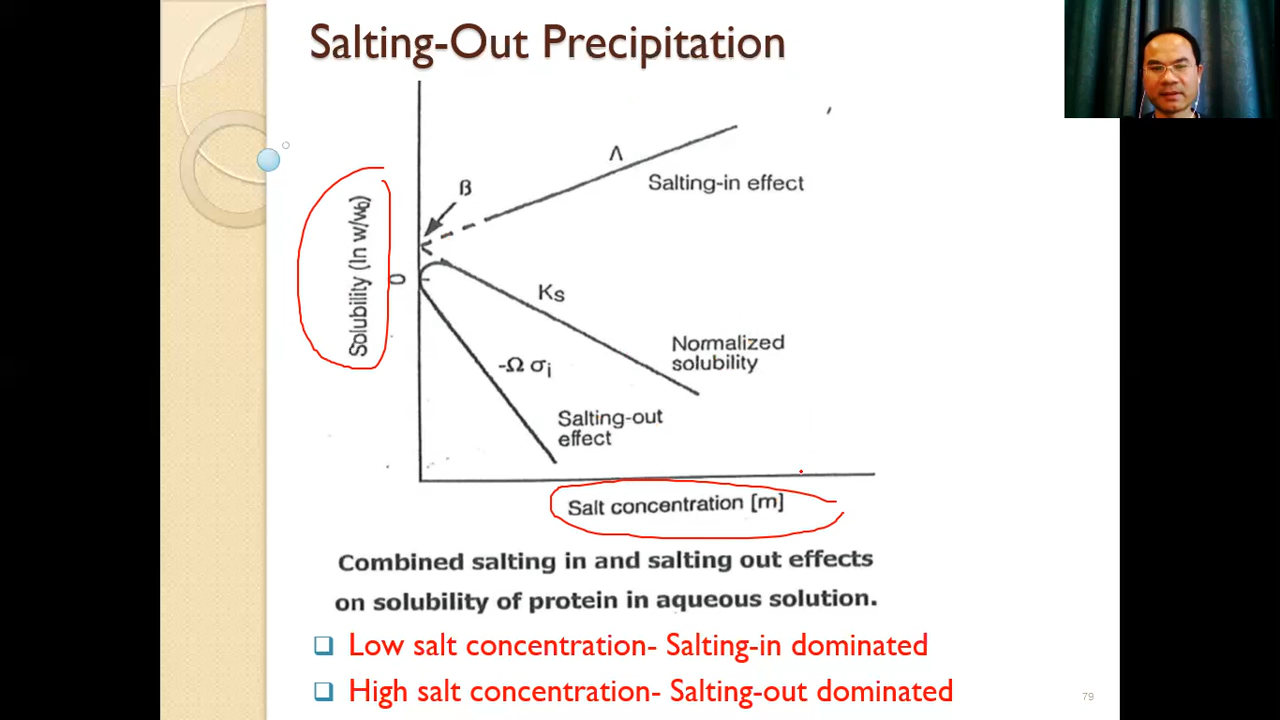 Salting-Out Precipitation
Λ
Salting-in effect
ß
Solubility (ln w/w₀)
0
Ks
Normalized
solubility
-Ω σi
Salting-out
effect
Salt concentration [m]
Combined salting in and salting out effects
on solubility of protein in aqueous solution.
Low salt concentration- Salting-in dominated
High salt concentration- Salting-out dominated
79